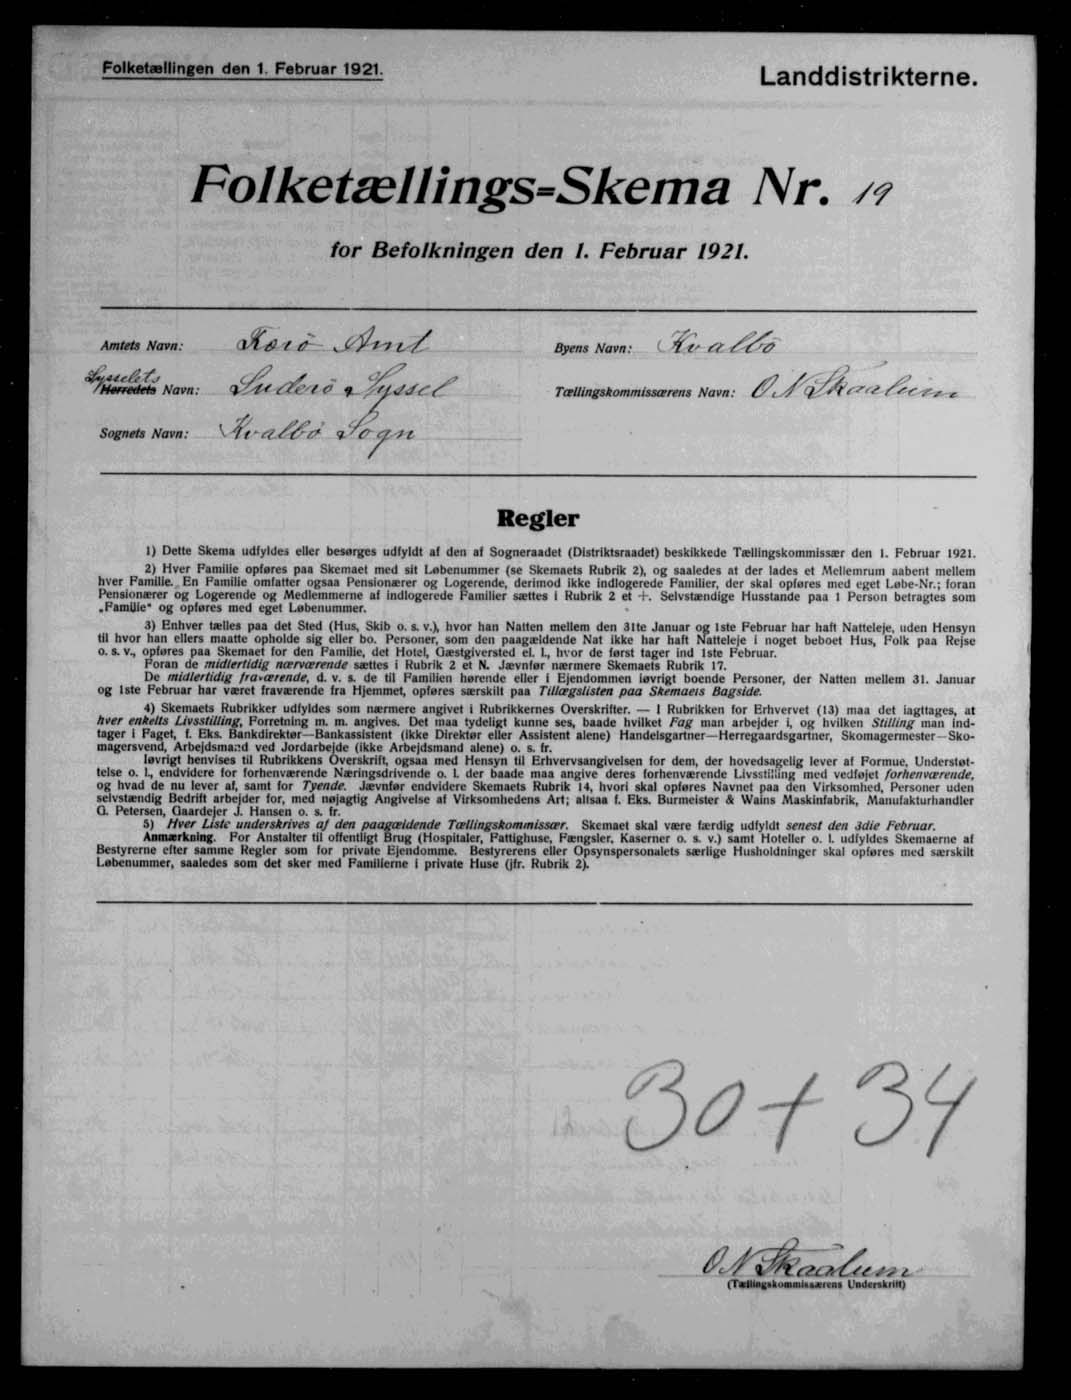 Folketællingen den 1. Februar 1921.
Landdistrikterne.
Folketællings=Skema Nr. 19
for Befolkningen den 1. Februar 1921.
Amtets Navn: Færø Amt
Byens Navn: Kvalbö
Sysselets
Herredets Navn: Suderø Syssel
Tællingskommissærens Navn: O N Skaalum
Sognets Navn: Kvalbø Sogn
Regler
1) Dette Skema udfyldes eller besørges udfyldt af den af Sogneraadet (Distriktsraadet) beskikkede Tællingskommissær den 1. Februar 1921.
2) Hver Familie opføres paa Skemaet med sit Løbenummer (se Skemaets Rubrik 2), og saaledes at der lades et Mellemrum aabent mellem
hver Familie. En Familie omfatter ogsaa Pensionærer og Logerende, derimod ikke indlogerede Familier, der skal opføres med eget Løbe-Nr.; foran
Pensionærer og Logerende og Medlemmerne af indlogerede Familier sættes i Rubrik 2 et +. Selvstændige Husstande paa 1 Person betragtes som
„Familie“ og opføres med eget Løbenummer.
3) Enhver tælles paa det Sted (Hus, Skib o. s. v.), hvor han Natten mellem den 31te Januar og 1ste Februar har haft Natteleje, uden Hensyn
til hvor han ellers maatte opholde sig eller bo. Personer, som den paagældende Nat ikke har haft Natteleje i noget beboet Hus, Folk paa Rejse
o. s. v., opføres paa Skemaet for den Familie, det Hotel, Gæstgiversted el. l., hvor de først tager ind 1ste Februar.
Foran de midlertidig nærværende sættes i Rubrik 2 et N. Jævnfør nærmere Skemaets Rubrik 17.
De midlertidig fraværende, d. v. s. de til Familien hørende eller i Ejendommen iøvrigt boende Personer, der Natten mellem 31. Januar
og 1ste Februar har været fraværende fra Hjemmet, opføres særskilt paa Tillægslisten paa Skemaets Bagside.
4) Skemaets Rubrikker udfyldes som nærmere angivet i Rubrikkernes Overskrifter. — I Rubrikken for Erhvervet (13) maa det iagttages, at
hver enkelts Livsstilling, Forretning m. m. angives. Det maa tydeligt kunne ses, baade hvilket Fag man arbejder i, og hvilken Stilling man ind-
tager i Faget, f. Eks. Bankdirektør—Bankassistent (ikke Direktør eller Assistent alene) Handelsgartner—Herregaardsgartner, Skomagermester—Sko-
magersvend, Arbejdsmand ved Jordarbejde (ikke Arbejdsmand alene) o. s. fr.
Iøvrigt henvises til Rubrikkens Overskrift, ogsaa med Hensyn til Erhvervsangivelsen for dem, der hovedsagelig lever af Formue, Understøt-
telse o. l., endvidere for forhenværende Næringsdrivende o. l. der baade maa angive deres forhenværende Livsstilling med vedføjet forhenværende,
og hvad de nu lever af, samt for Tyende. Jævnfør endvidere Skemaets Rubrik 14, hvori skal opføres Navnet paa den Virksomhed, Personer uden
selvstændig Bedrift arbejder for, med nøjagtig Angivelse af Virksomhedens Art; altsaa f. Eks. Burmeister & Wains Maskinfabrik, Manufakturhandler
G. Petersen, Gaardejer J. Hansen o. s. fr.
5) Hver Liste underskrives af den paagældende Tællingskommissær. Skemaet skal være færdig udfyldt senest den 3die Februar.
Anmærkning. For Anstalter til offentligt Brug (Hospitaler, Fattighuse, Fængsler, Kaserner o. s. v.) samt Hoteller o. l. udfyldes Skemaerne af
Bestyrerne efter samme Regler som for private Ejendomme. Bestyrerens eller Opsynspersonalets særlige Husholdninger skal opføres med særskilt
Løbenummer, saaledes som det sker med Familierne i private Huse (jfr. Rubrik 2).
30 + 34
O N Skaalum
(Tællingskommissærens Underskrift)